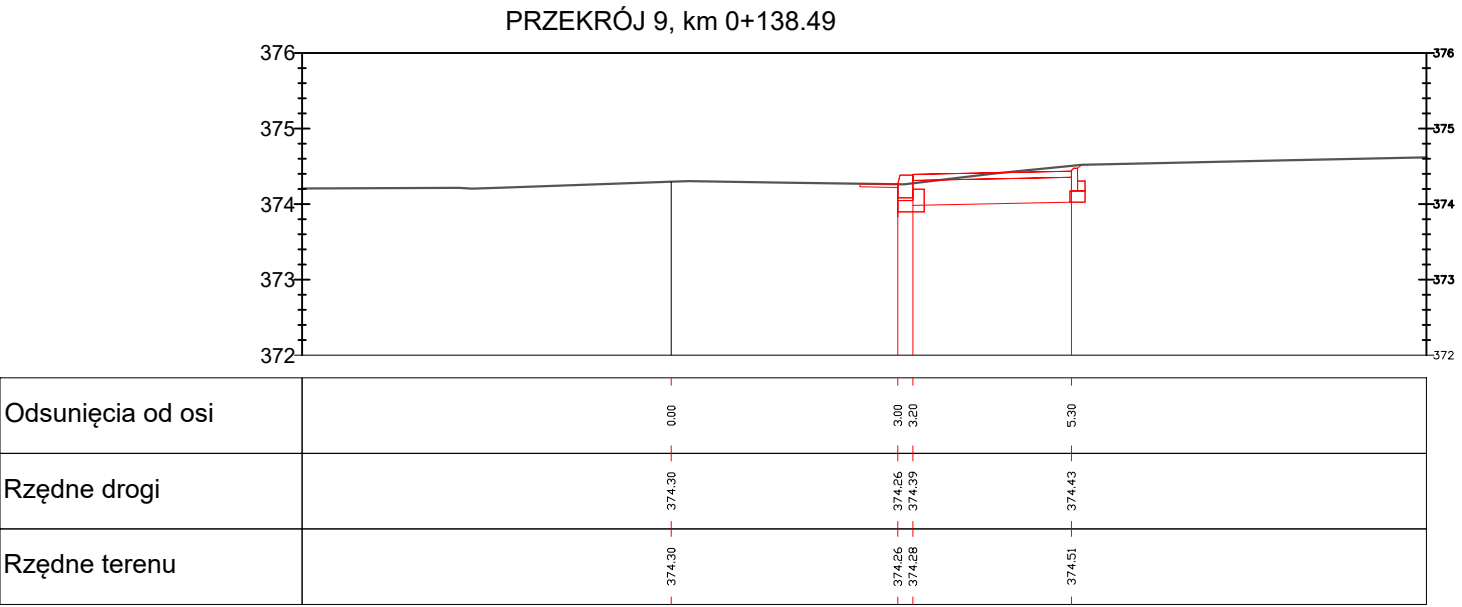 PRZEKRÓJ 9, km 0+138.49
376 376
375 375
374 374
373 373
372 372
Odsunięcia od osi 0.00 3.00 3.20 5.30
Rzędne drogi 374.30 374.26 374.39 374.43
Rzędne terenu 374.30 374.26 374.28 374.51